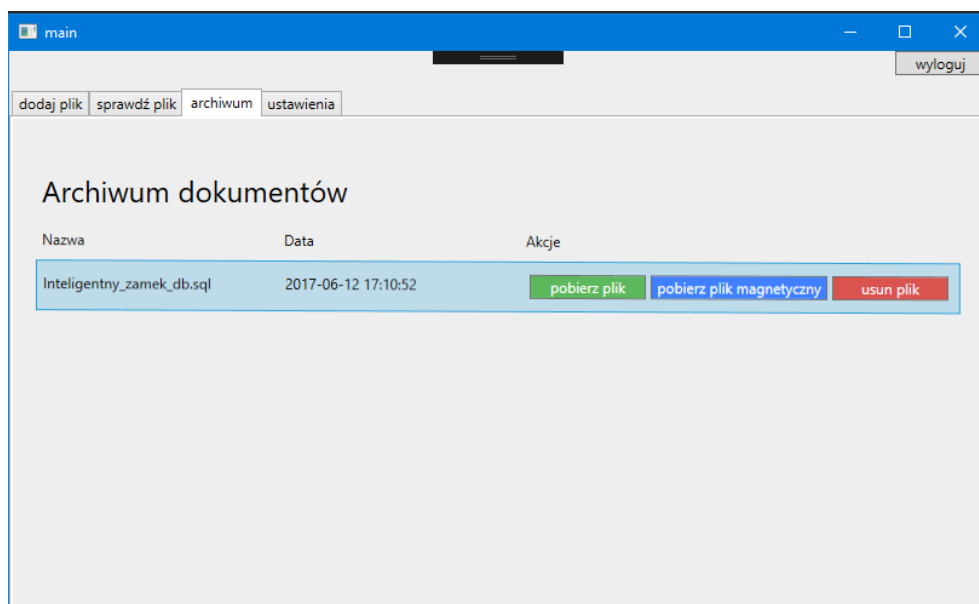 main
wyloguj
dodaj plik sprawdź plik archiwum ustawienia
Archiwum dokumentów
Nazwa Data Akcje
Inteligentny_zamek_db.sql 2017-06-12 17:10:52 pobierz plik pobierz plik magnetyczny usun plik